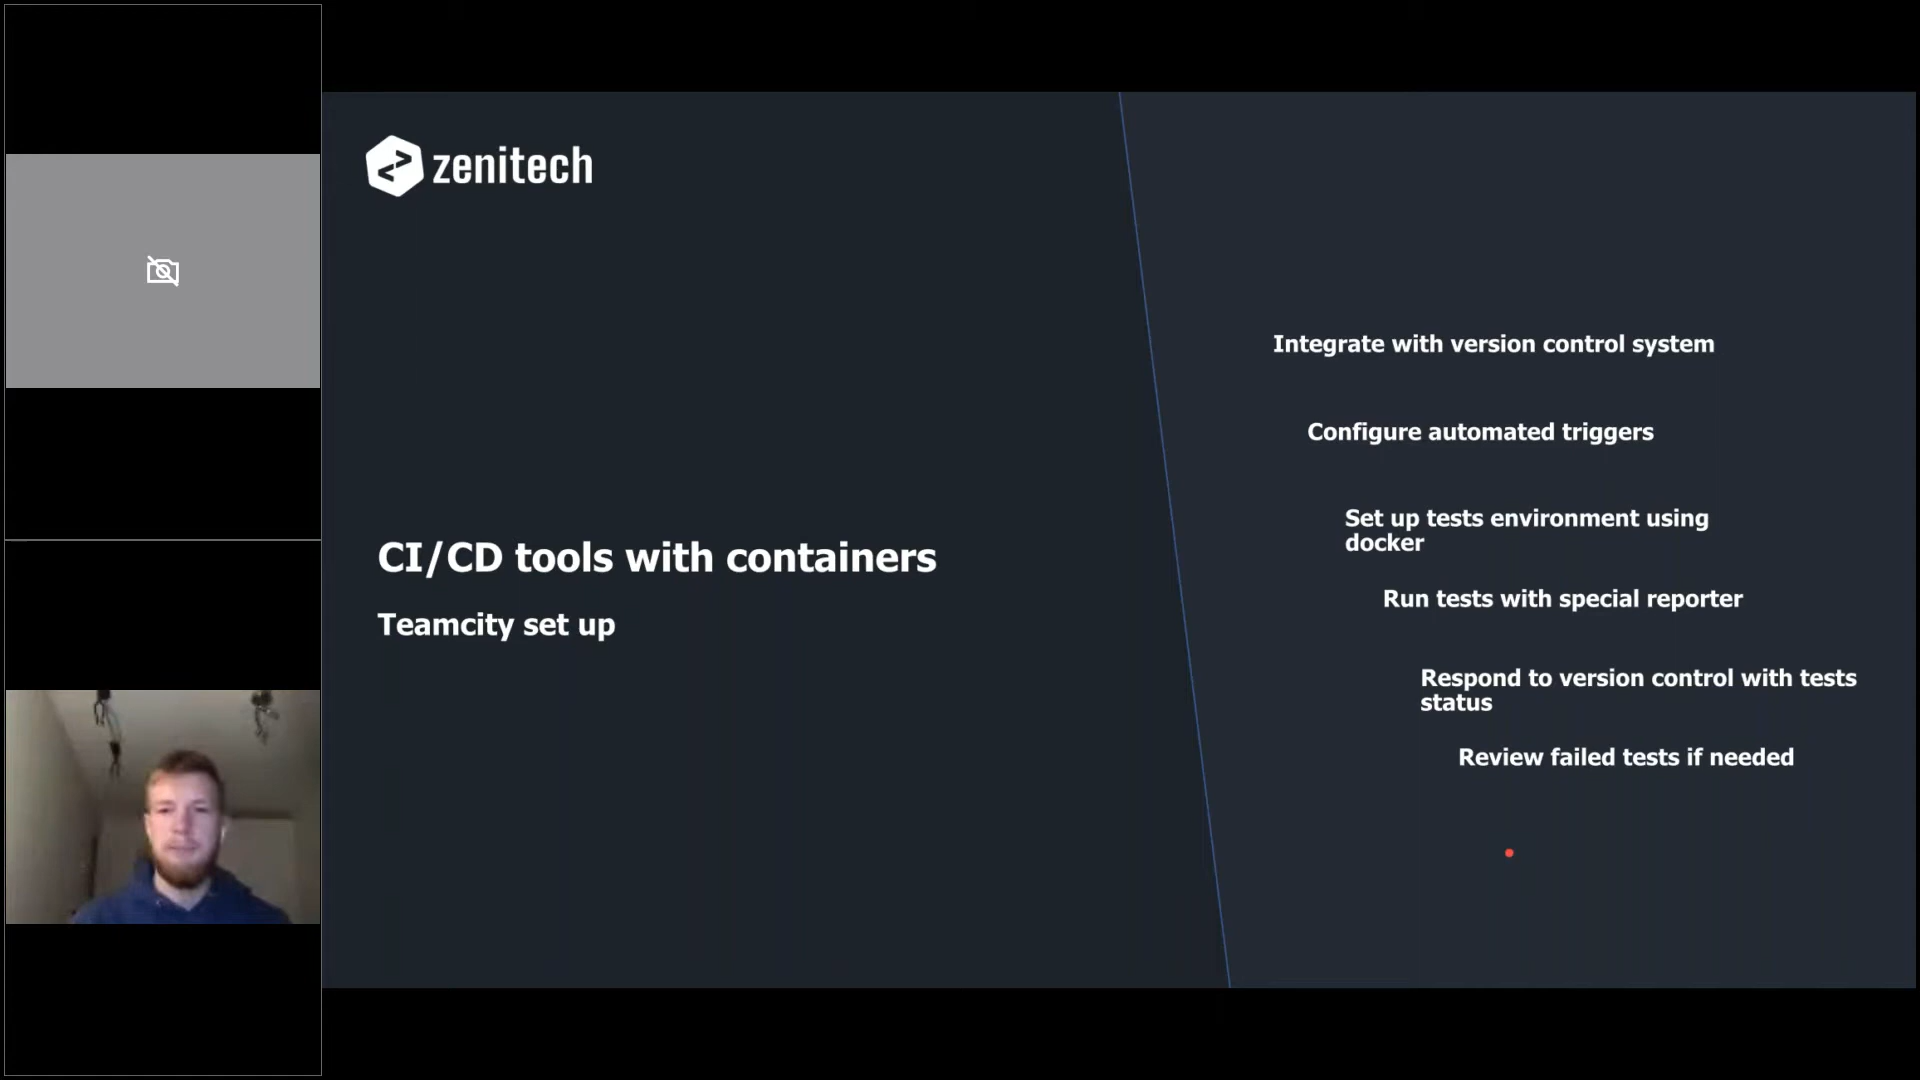 zenitech
CI/CD tools with containers
Teamcity set up
Integrate with version control system
Configure automated triggers
Set up tests environment using
docker
Run tests with special reporter
Respond to version control with tests
status
Review failed tests if needed